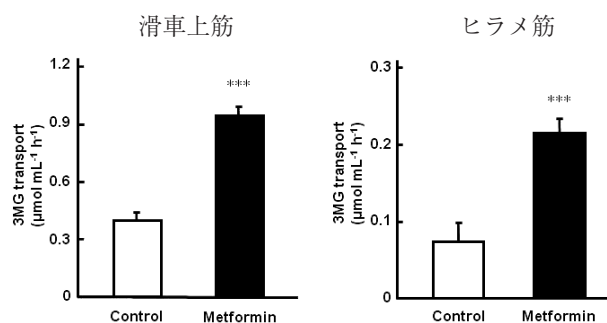 滑車上筋
3MG transport
(μmol mL-1 h-1)
1.2
0.9
0.6
0.3
0
***
Control
Metformin
ヒラメ筋
3MG transport
(μmol mL-1 h-1)
0.3
0.2
0.1
0
***
Control
Metformin